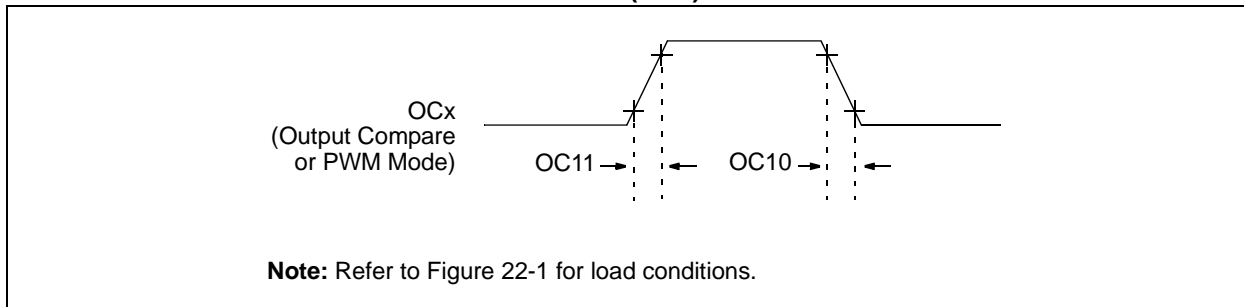 OCx
(Output Compare
or PWM Mode)
OC11
OC10
Note: Refer to Figure 22-1 for load conditions.